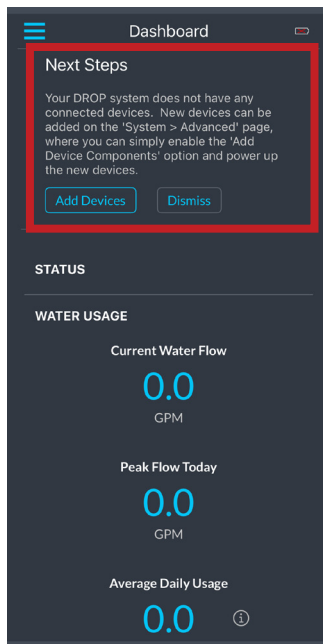 Dashboard
Next Steps
Your DROP system does not have any
connected devices.  New devices can be
added on the 'System > Advanced' page,
where you can simply enable the 'Add
Device Components' option and power up
the new devices.
Add Devices
Dismiss
STATUS
WATER USAGE
Current Water Flow
0.0
GPM
Peak Flow Today
0.0
GPM
Average Daily Usage
0.0